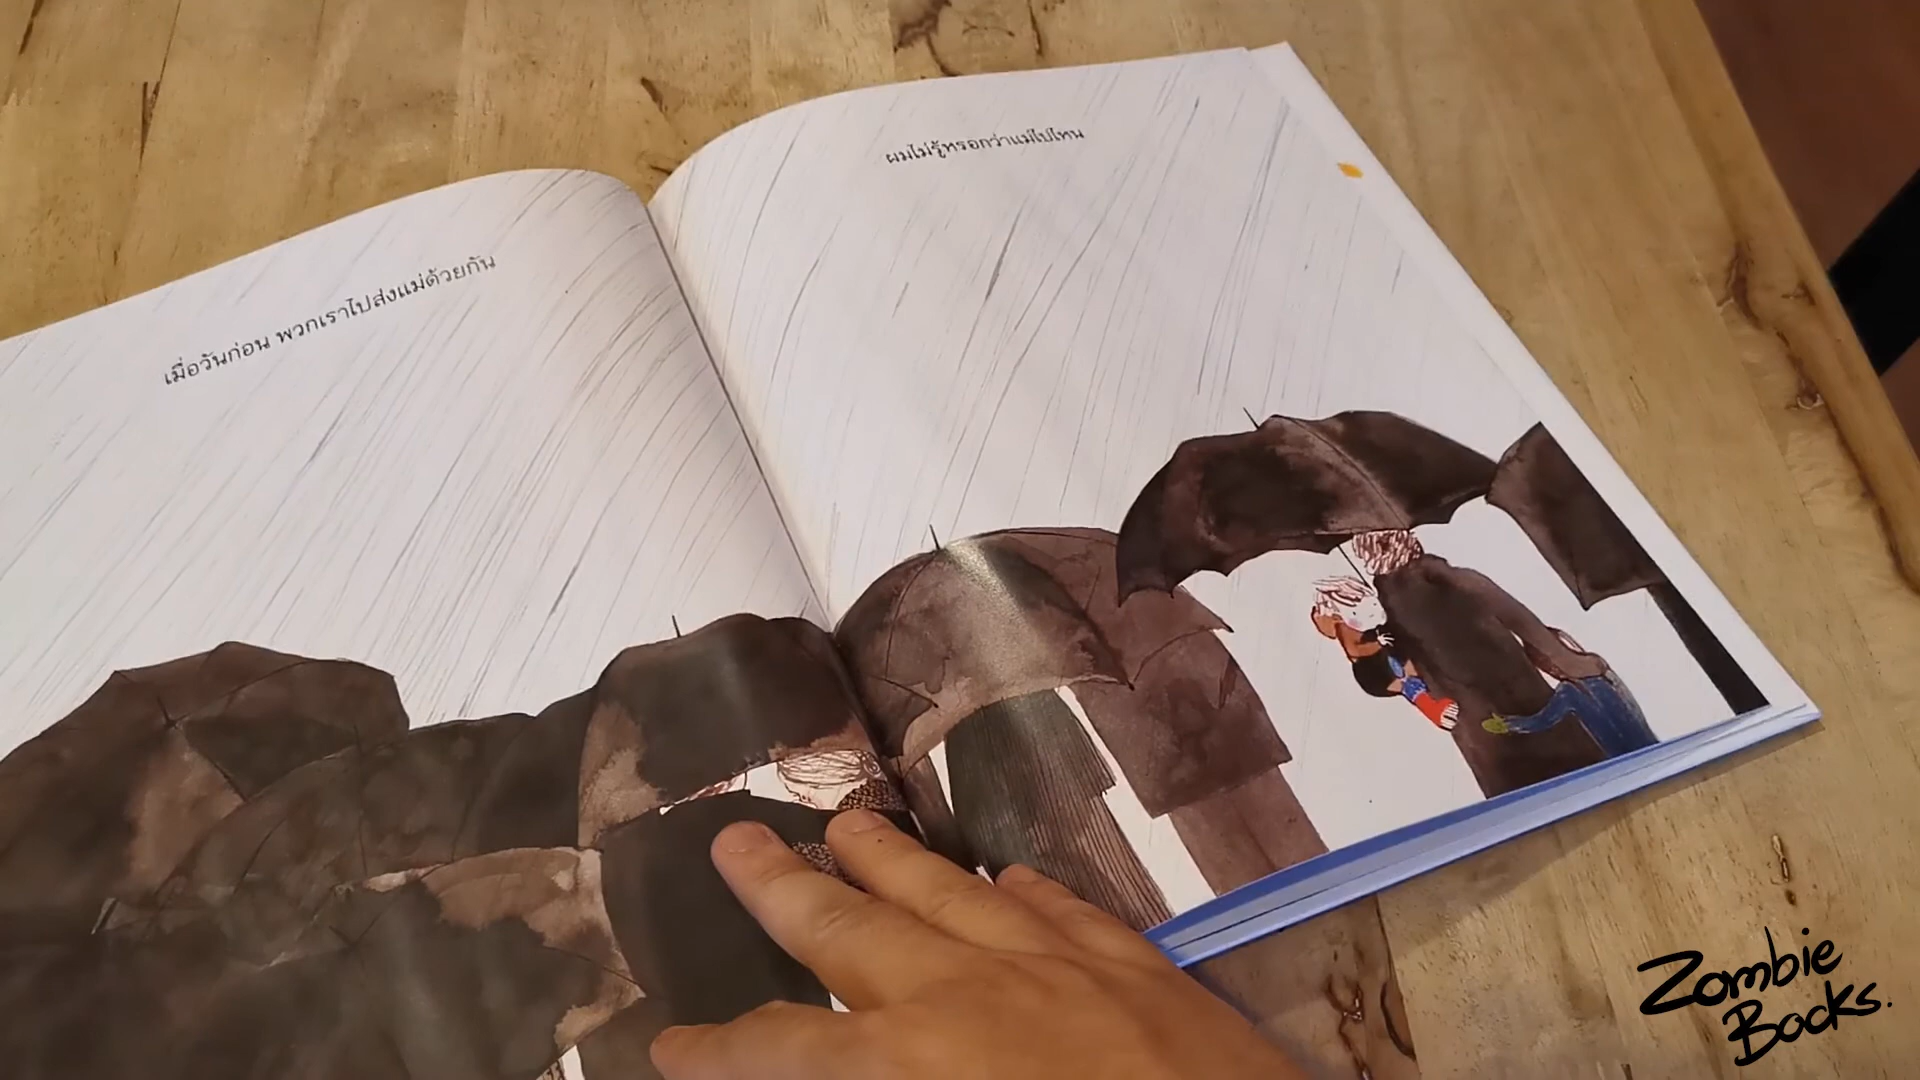 เมื่อวันก่อน พวกเราไปส่งแม่ด้วยกัน
ผมไม่รู้หรอกว่าแม่ไปไหน
Zombie
Books.